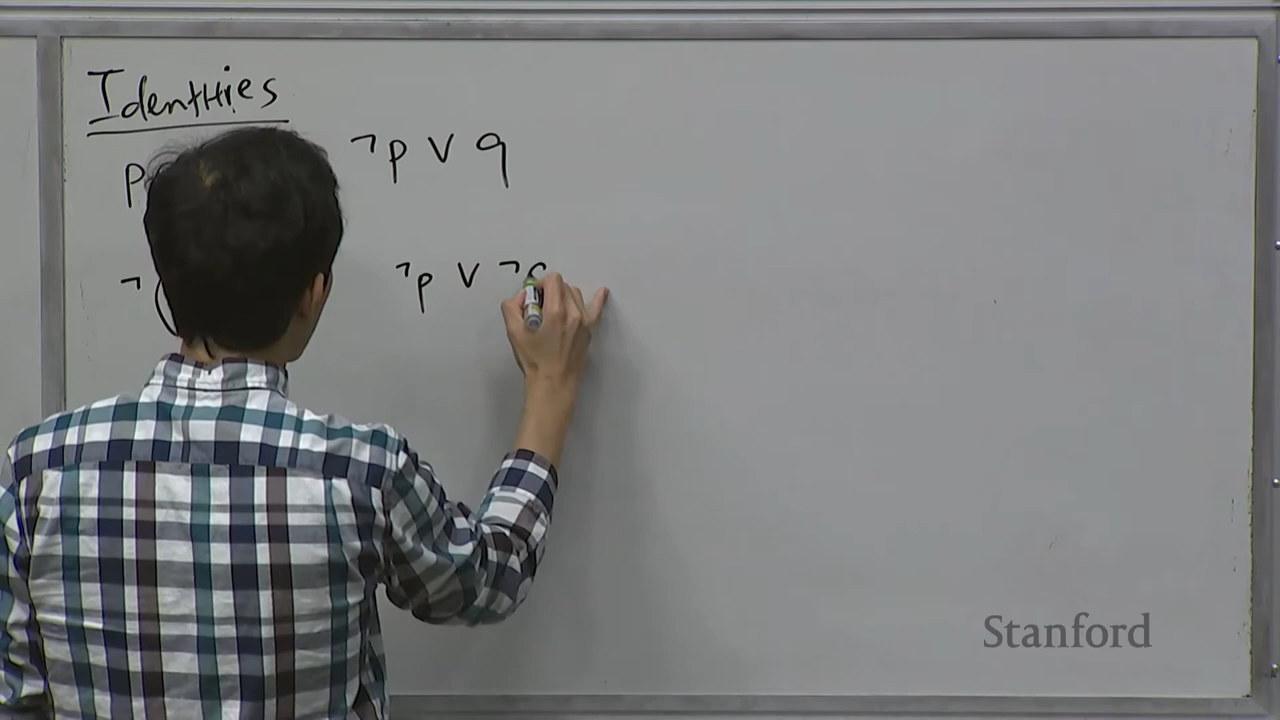 Identities
p ¬p ∨ q
¬( ¬p ∨ ¬
Stanford